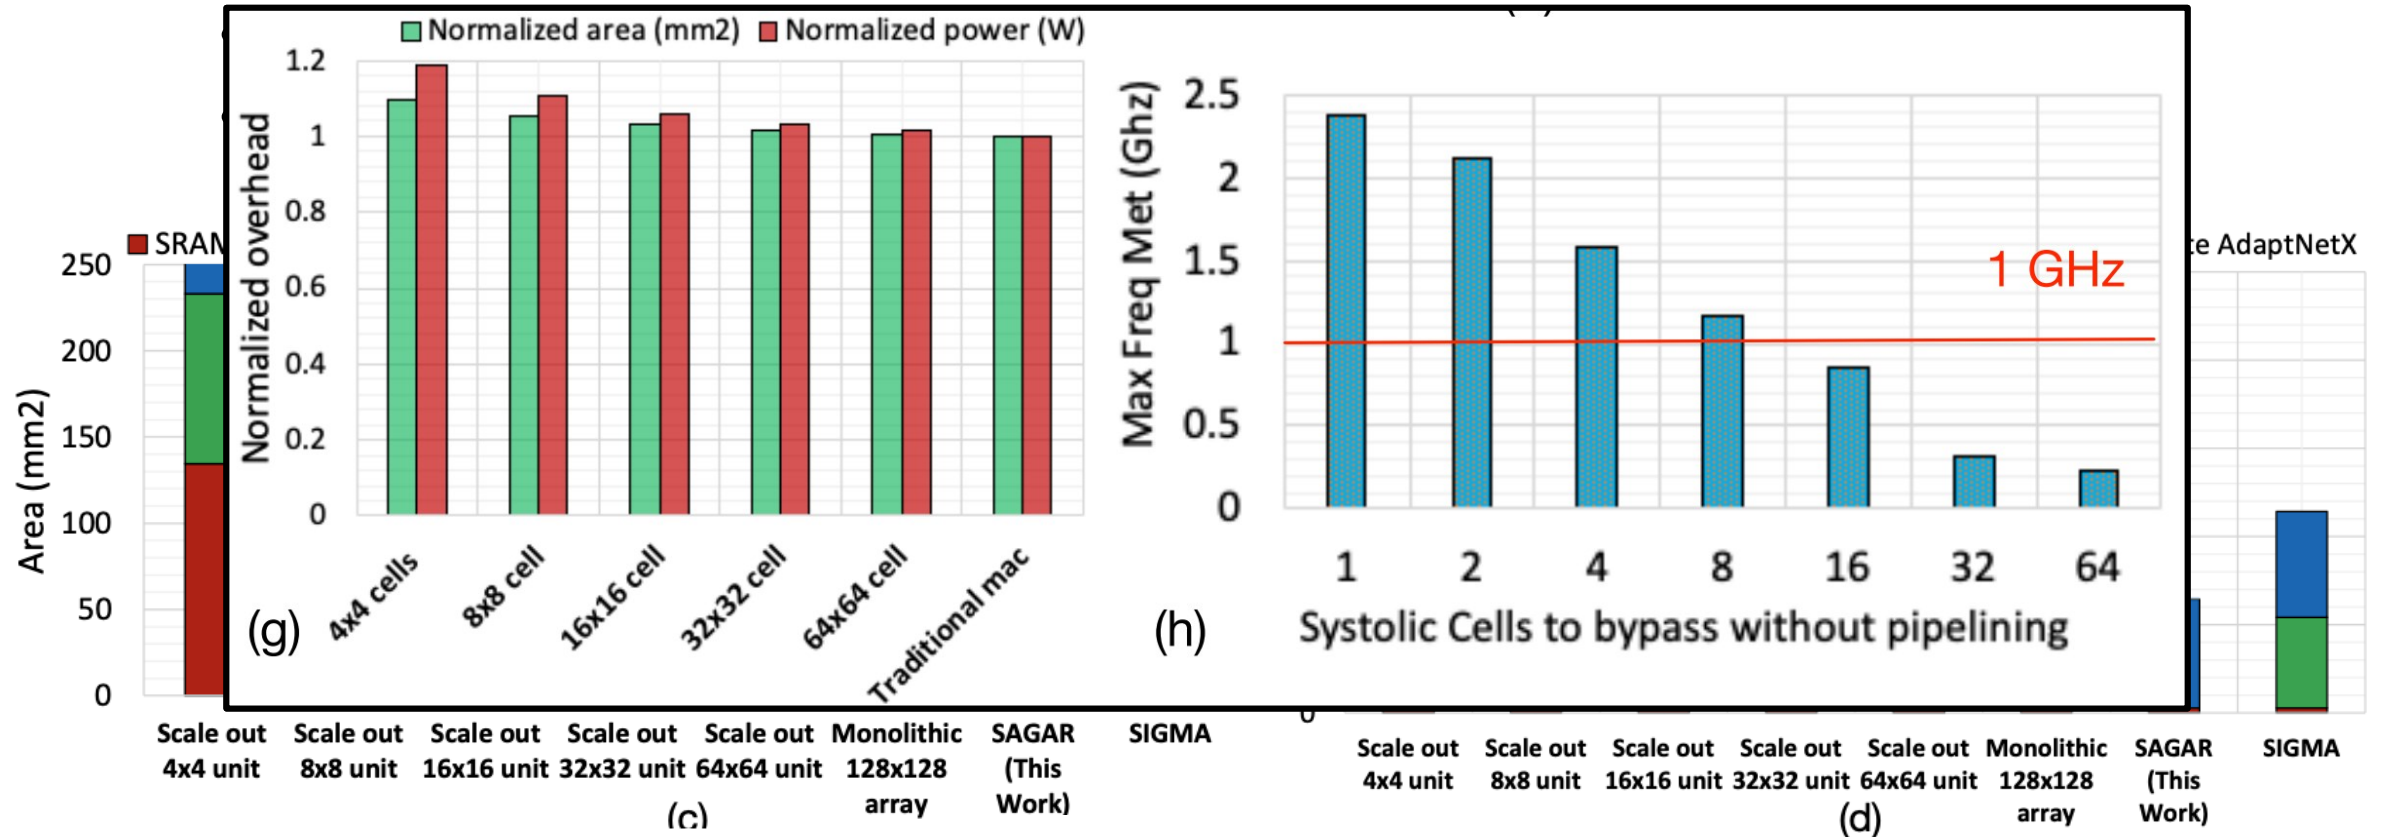 Normalized area (mm2) Normalized power (W)
1.2
1
0.8
0.6
0.4
0.2
0
Normalized overhead
4x4 cells
8x8 cell
16x16 cell
32x32 cell
64x64 cell
Traditional mac
(g)
2.5
2
1.5
1
0.5
0
Max Freq Met (Ghz)
1 GHz
1 2 4 8 16 32 64
Systolic Cells to bypass without pipelining
(h)
SRAM
250
200
150
100
50
0
Area (mm2)
Scale out 4x4 unit
Scale out 8x8 unit
Scale out 16x16 unit
Scale out 32x32 unit
Scale out 64x64 unit
Monolithic 128x128 array
SAGAR (This Work)
SIGMA
(c)
AdaptNetX
0
Scale out 4x4 unit
Scale out 8x8 unit
Scale out 16x16 unit
Scale out 32x32 unit
Scale out 64x64 unit
Monolithic 128x128 array
SAGAR (This Work)
SIGMA
(d)